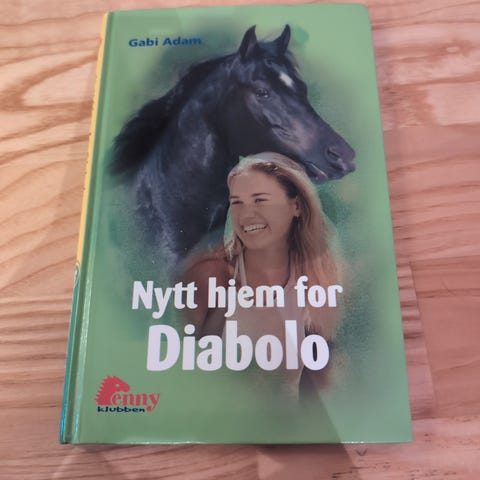 Gabi Adam
Nytt hjem for
Diabolo
Penny
klubben